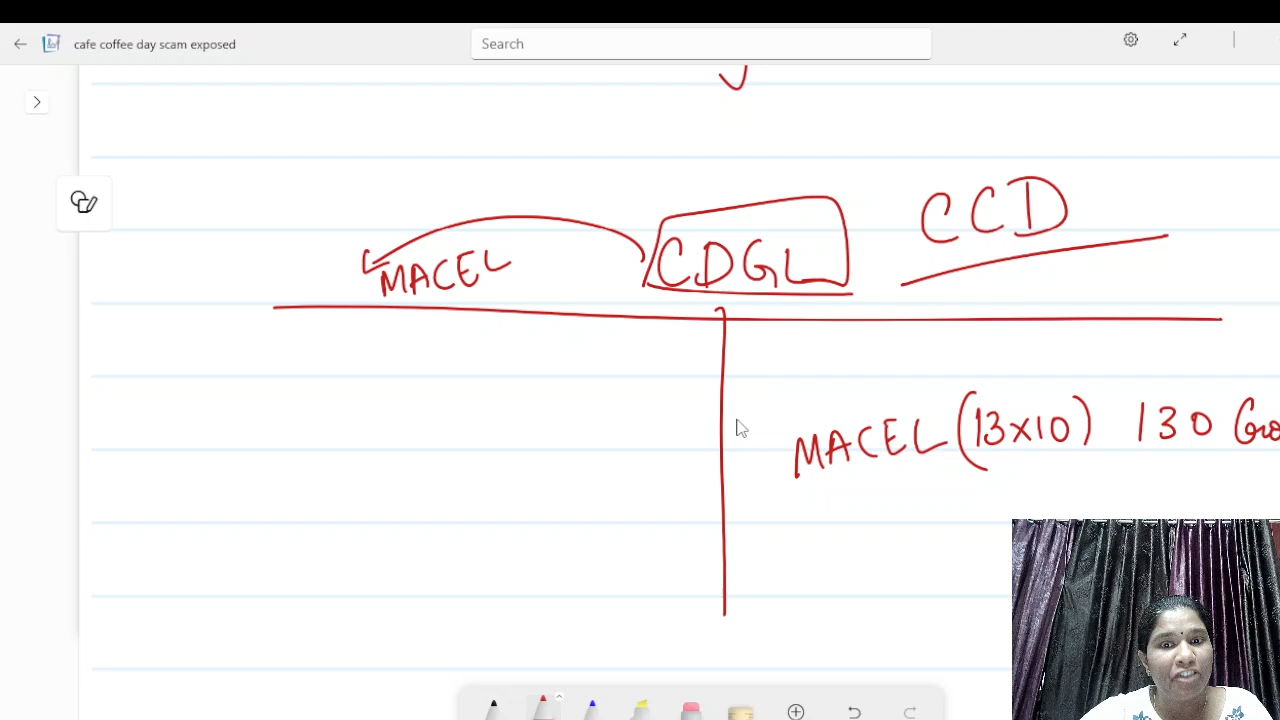 cafe coffee day scam exposed
Search
CCD
MACEL
CDGL
MACEL (13x10) 130